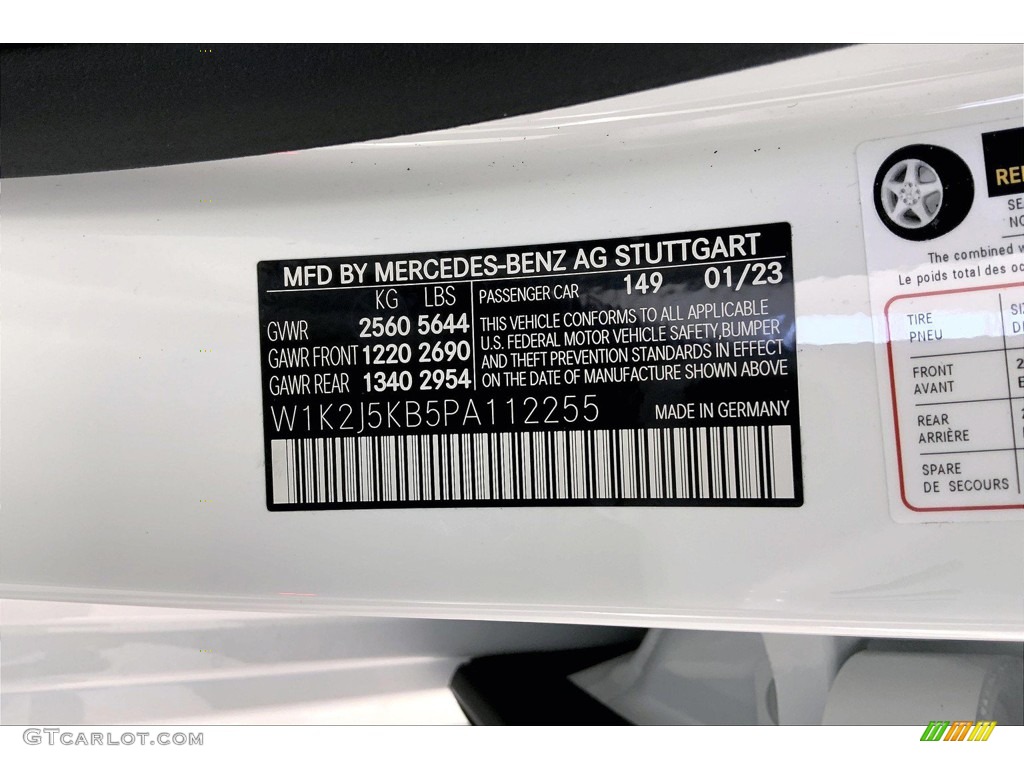 MFD BY MERCEDES-BENZ AG STUTTGART
KG LBS
GVWR 2560 5644
GAWR FRONT 1220 2690
GAWR REAR 1340 2954
PASSENGER CAR 149 01/23
THIS VEHICLE CONFORMS TO ALL APPLICABLE
U.S. FEDERAL MOTOR VEHICLE SAFETY, BUMPER
AND THEFT PREVENTION STANDARDS IN EFFECT
ON THE DATE OF MANUFACTURE SHOWN ABOVE
W1K2J5KB5PA112255
MADE IN GERMANY
The combined
Le poids total des
TIRE
PNEU
FRONT
AVANT
REAR
ARRIÈRE
SPARE
DE SECOURS
GTCARLOT.COM